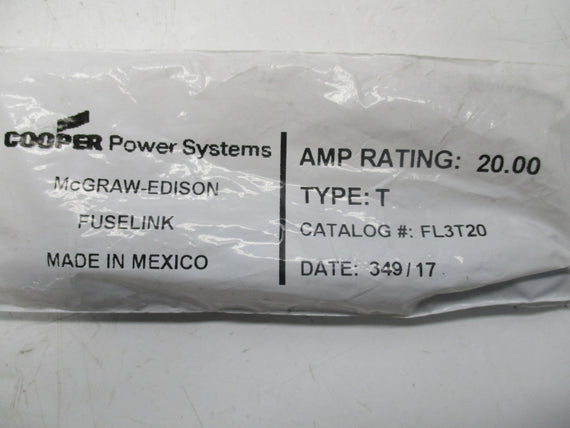 COOPER Power Systems
McGRAW-EDISON
FUSELINK
MADE IN MEXICO
AMP RATING: 20.00
TYPE: T
CATALOG #: FL3T20
DATE: 349/17